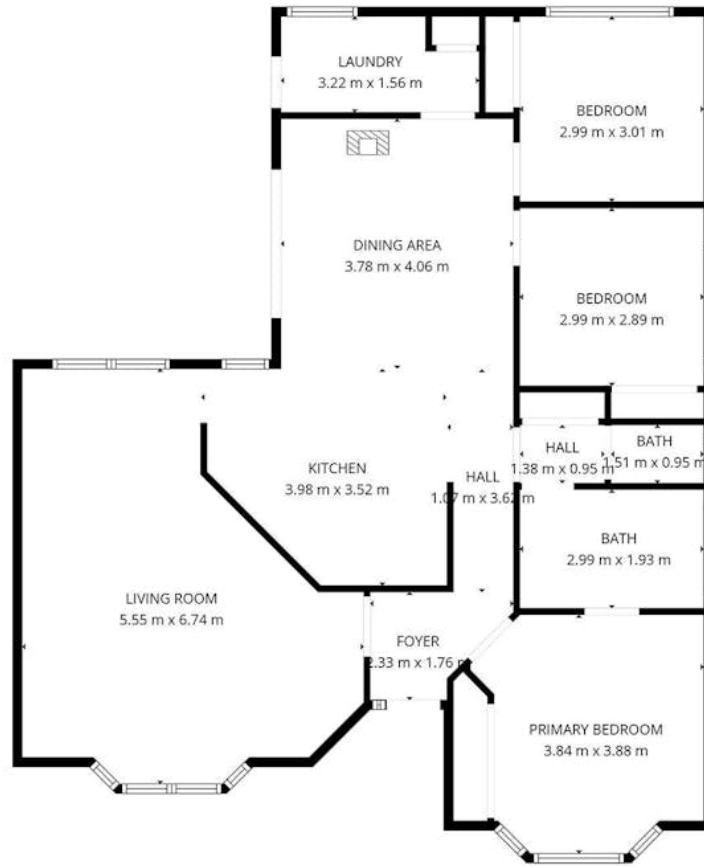 LAUNDRY
3.22 m x 1.56 m
BEDROOM
2.99 m x 3.01 m
DINING AREA
3.78 m x 4.06 m
BEDROOM
2.99 m x 2.89 m
HALL
1.38 m x 0.95 m
BATH
1.51 m x 0.95 m
KITCHEN
3.98 m x 3.52 m
HALL
1.07 m x 3.62 m
BATH
2.99 m x 1.93 m
LIVING ROOM
5.55 m x 6.74 m
FOYER
2.33 m x 1.76 m
PRIMARY BEDROOM
3.84 m x 3.88 m